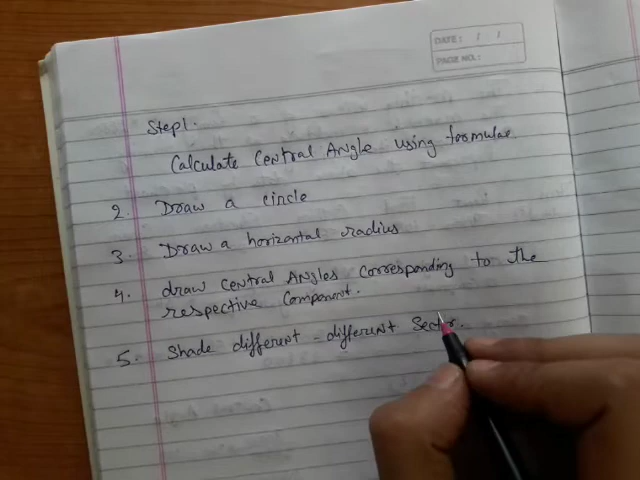 DATE: / /
PAGE NO.:
Step1.
Calculate Central Angle using formulae
2. Draw a circle
3. Draw a horizontal radius
4. draw central Angles Corresponding to the
respective Component.
5. Shade different - different Sector.